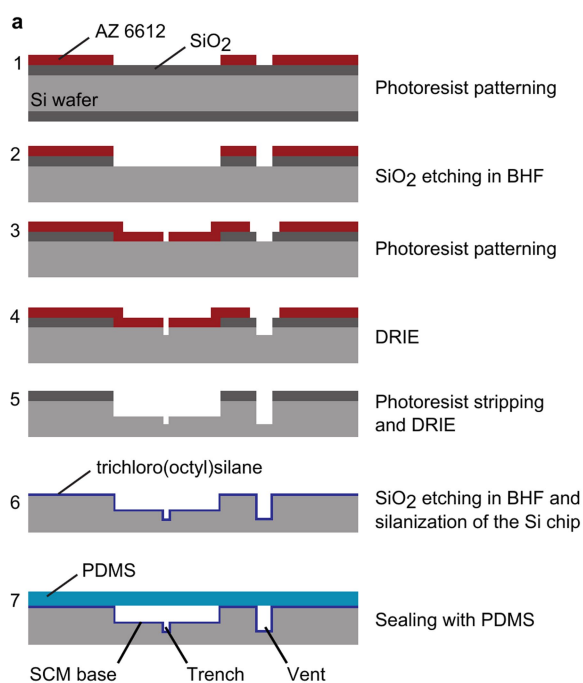 a
AZ 6612
SiO2
1
Si wafer
Photoresist patterning
2
SiO2 etching in BHF
3
Photoresist patterning
4
DRIE
5
Photoresist stripping
and DRIE
trichloro(octyl)silane
6
SiO2 etching in BHF and
silanization of the Si chip
PDMS
7
Sealing with PDMS
SCM base
Trench
Vent